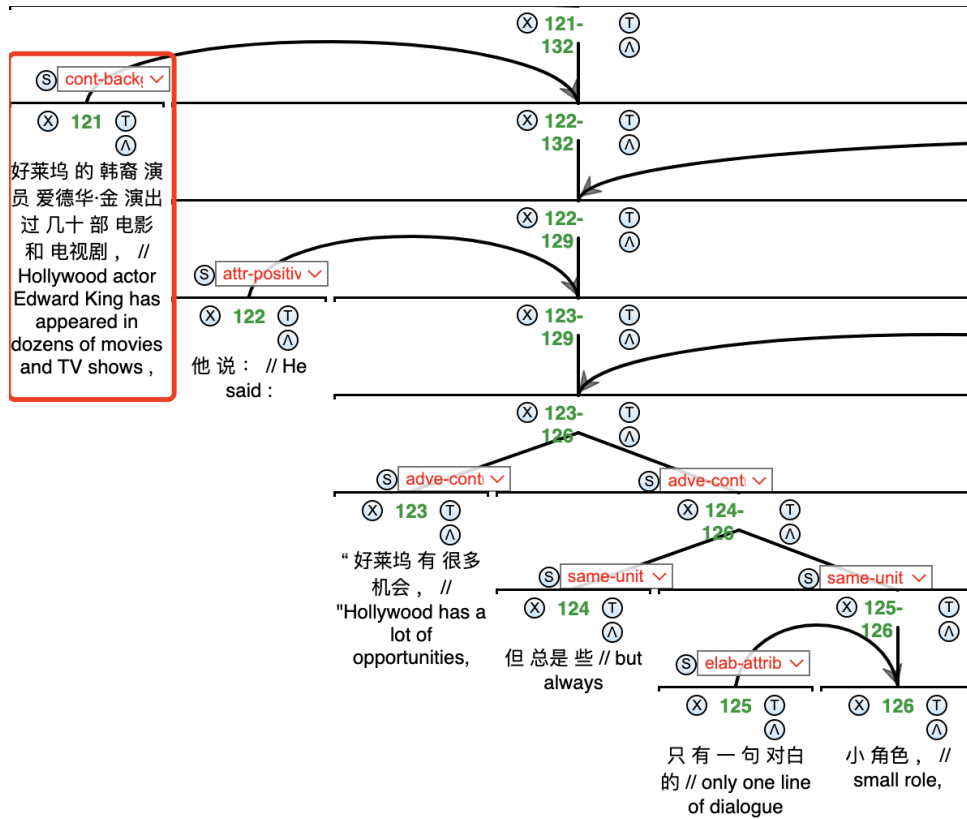 X 121- T
132 Λ
S cont-back
X 121 T
Λ
X 122- T
132 Λ
好莱坞 的 韩裔 演
员 爱德华·金 演出
过 几十 部 电影
和 电视剧 ， //
Hollywood actor
Edward King has
appeared in
dozens of movies
and TV shows ,
X 122- T
129 Λ
S attr-positiv
X 122 T
Λ
他 说 ： // He
said :
X 123- T
129 Λ
X 123- T
126 Λ
S adve-cont
S adve-cont
X 123 T
Λ
“ 好莱坞 有 很多
机会 ， //
"Hollywood has a
lot of
opportunities,
X 124- T
126 Λ
S same-unit
S same-unit
X 124 T
Λ
但 总是 些 // but
always
X 125- T
126 Λ
S elab-attrib
X 125 T
Λ
只 有 一 句 对白
的 // only one line
of dialogue
X 126 T
Λ
小 角色 ， //
small role,